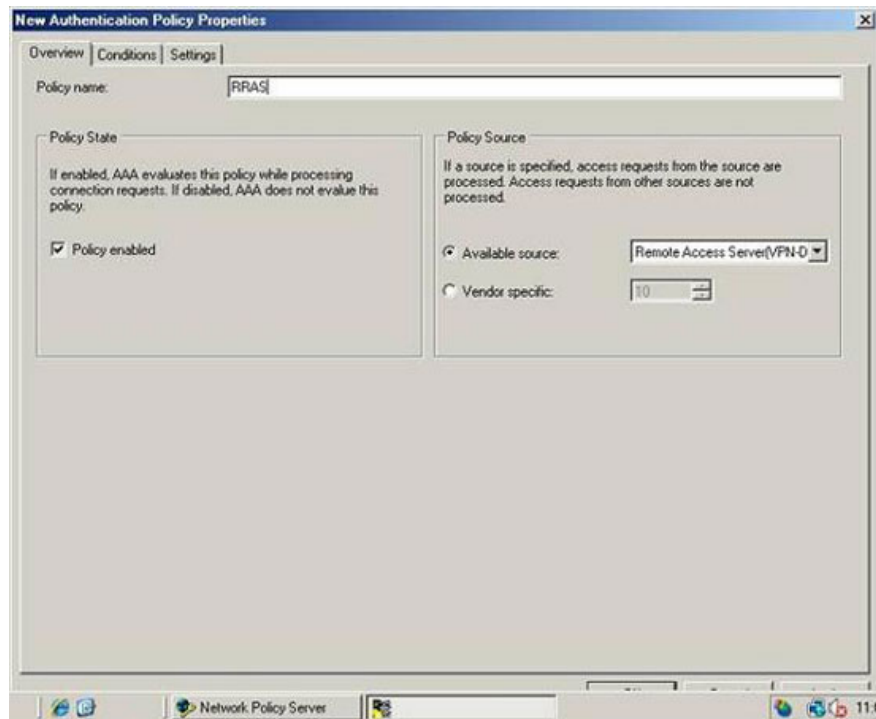 New Authentication Policy Properties
Overview Conditions Settings
Policy name: RRAS
Policy State
If enabled, AAA evaluates this policy while processing
connection requests. If disabled, AAA does not evalue this
policy.
Policy enabled
Policy Source
If a source is specified, access requests from the source are
processed. Access requests from other sources are not
processed.
Available source: Remote Access Server(VPN-D
Vendor specific: 10
Network Policy Server